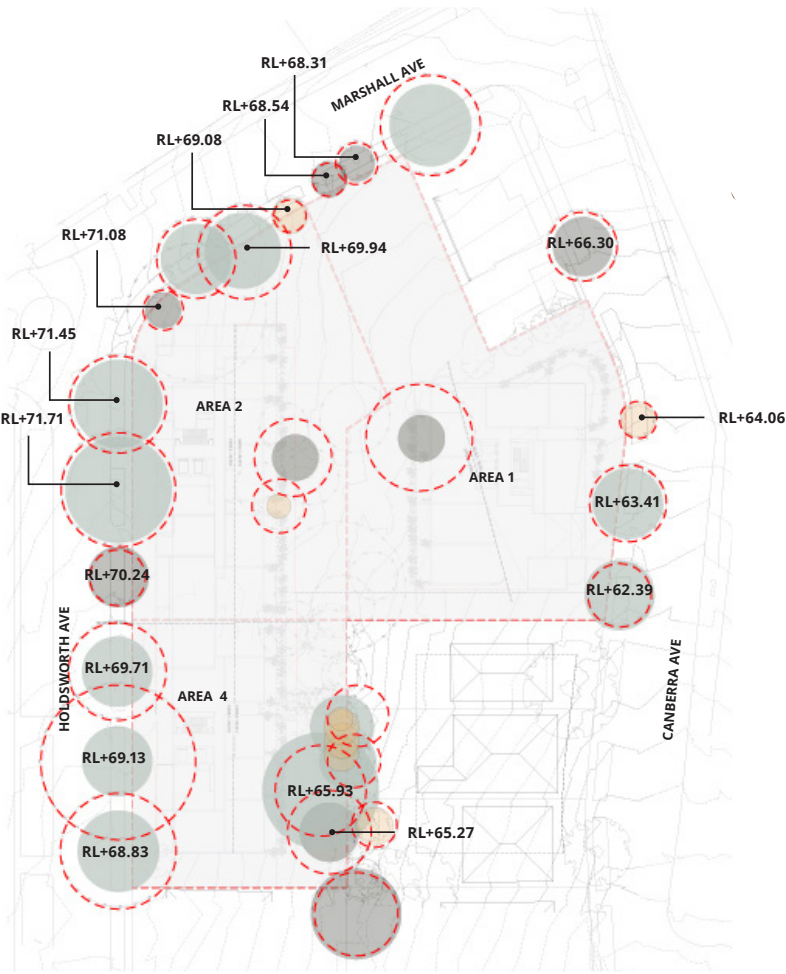 RL+68.31
MARSHALL AVE
RL+68.54
RL+69.08
RL+71.08
RL+69.94
RL+66.30
RL+71.45
AREA 2
RL+71.71
RL+64.06
AREA 1
RL+63.41
RL+70.24
RL+62.39
HOLDSWORTH AVE
RL+69.71
CANBERRA AVE
AREA 4
RL+69.13
RL+65.93
RL+65.27
RL+68.83